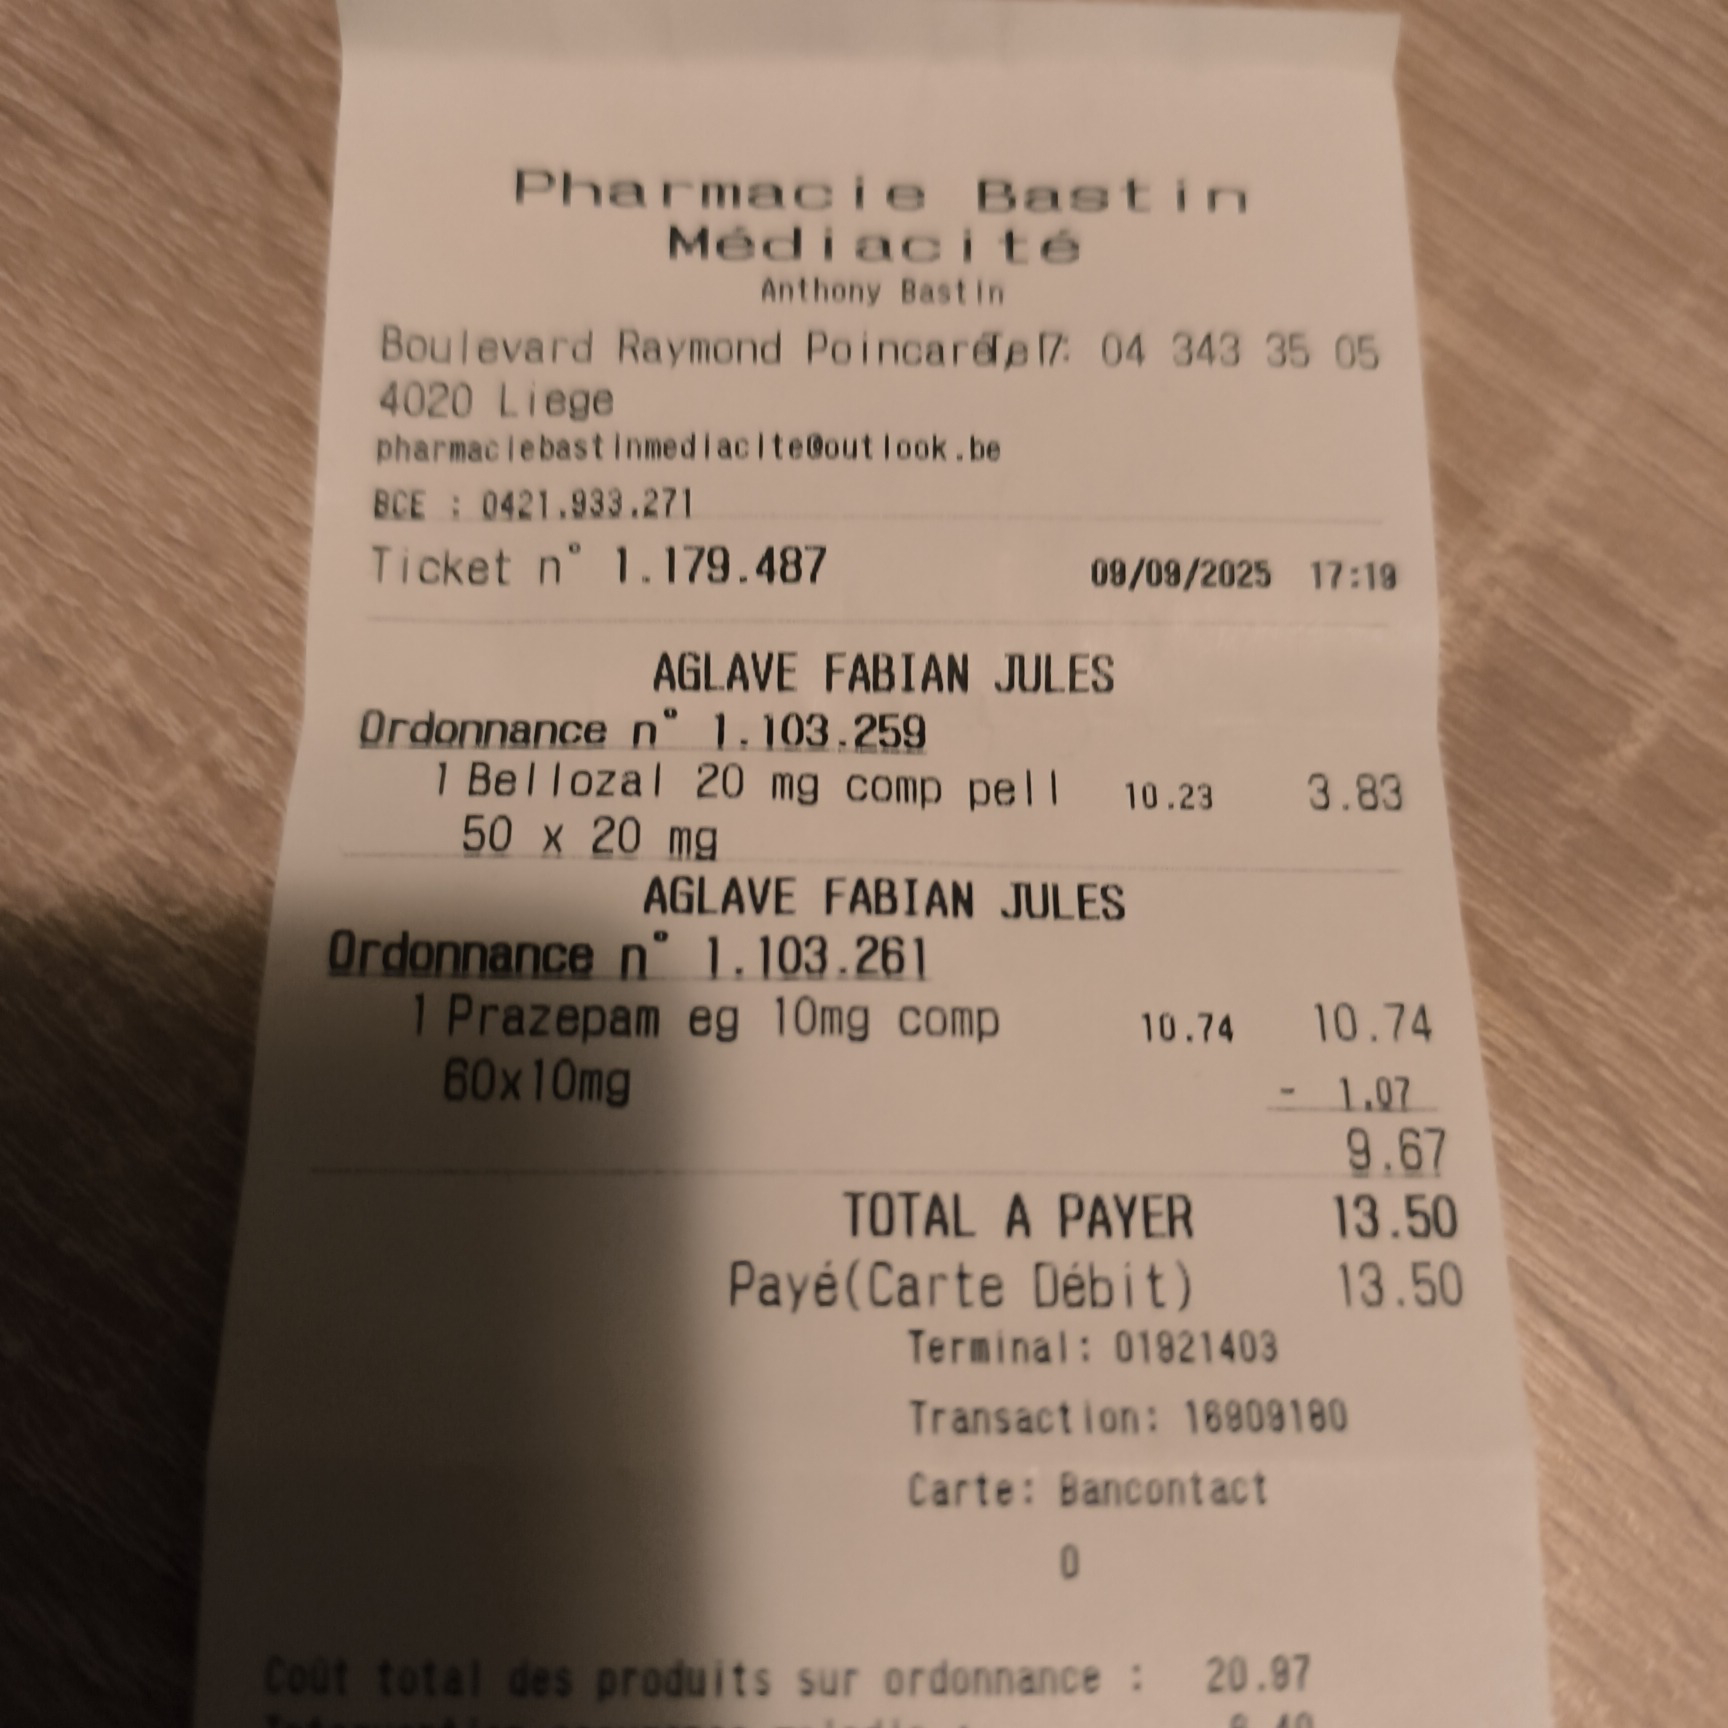 Pharmacie Bastin
Médiacité
Anthony Bastin
Boulevard Raymond Poincaré, 7 Tel : 04 343 35 05
4020 Liege
pharmaciebastinmediacite@outlook.be
BCE : 0421.933.271
Ticket n° 1.179.487 09/09/2025 17:19
AGLAVE FABIAN JULES
Ordonnance n° 1.103.259
1 Bellozal 20 mg comp pell 10.23 3.83
50 x 20 mg
AGLAVE FABIAN JULES
Ordonnance n° 1.103.261
1 Prazepam eg 10mg comp 10.74 10.74
60x10mg - 1.07
9.67
TOTAL A PAYER 13.50
Payé(Carte Débit) 13.50
Terminal: 01921403
Transaction: 16909180
Carte: Bancontact
0
Coût total des produits sur ordonnance : 20.97